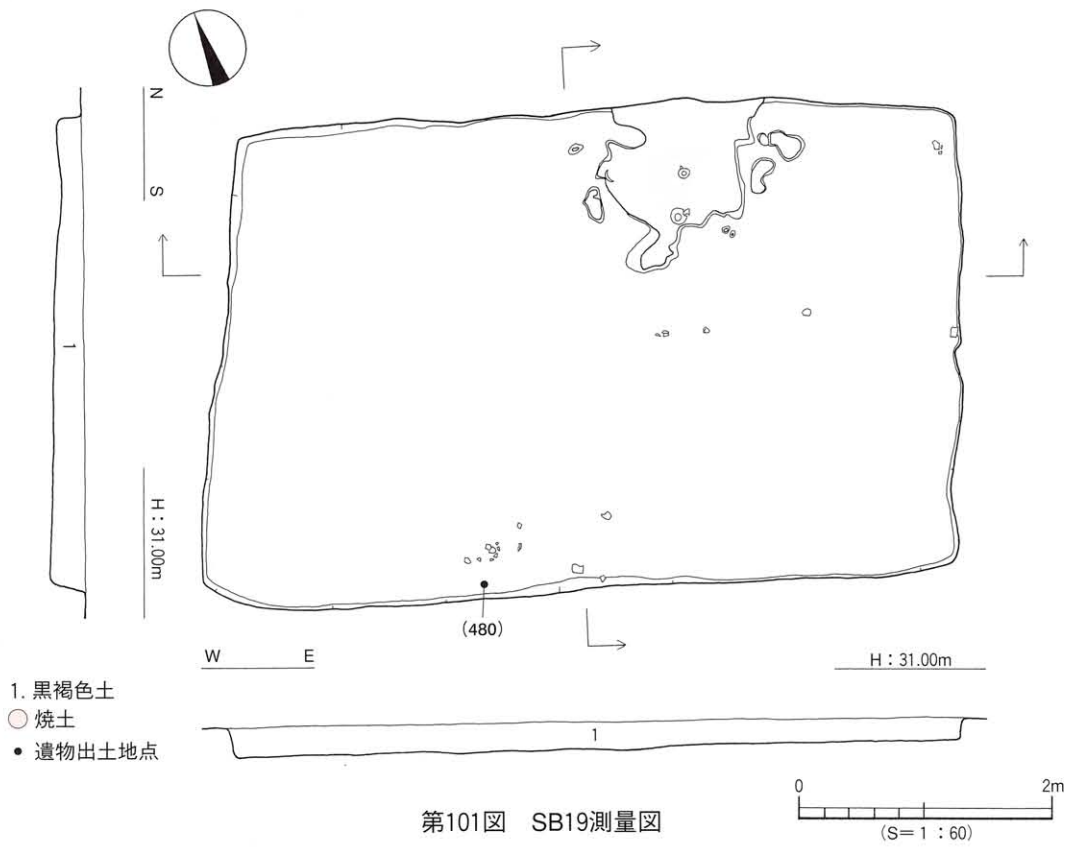 N
S
1
H：31.00m
(480)
W E
H：31.00m
1. 黒褐色土
焼土
遺物出土地点
1
0 2m
(S=1：60)
第101図 SB19測量図